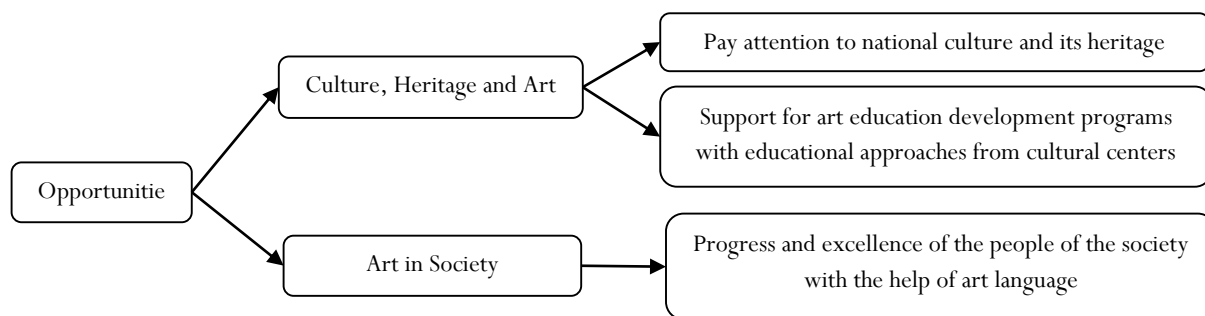 Opportunitie
Culture, Heritage and Art
Pay attention to national culture and its heritage
Support for art education development programs
with educational approaches from cultural centers
Art in Society
Progress and excellence of the people of the society
with the help of art language